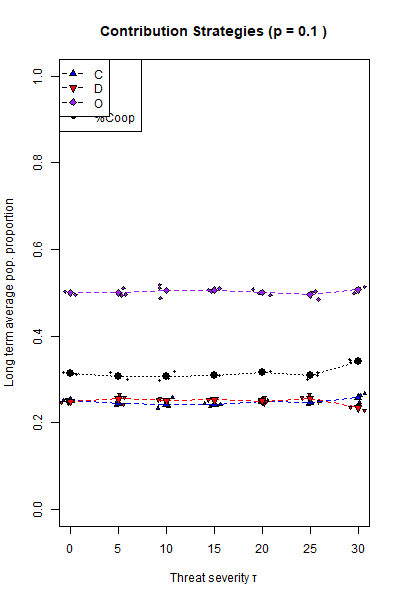 Contribution Strategies (p = 0.1 )
C
D
O
%Coop
Long term average pop. proportion
1.0
0.8
0.6
0.4
0.2
0.0
0 5 10 15 20 25 30
Threat severity τ